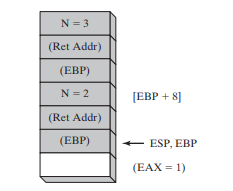 N = 3
(Ret Addr)
(EBP)
N = 2
[EBP + 8]
(Ret Addr)
(EBP)
ESP, EBP
(EAX = 1)